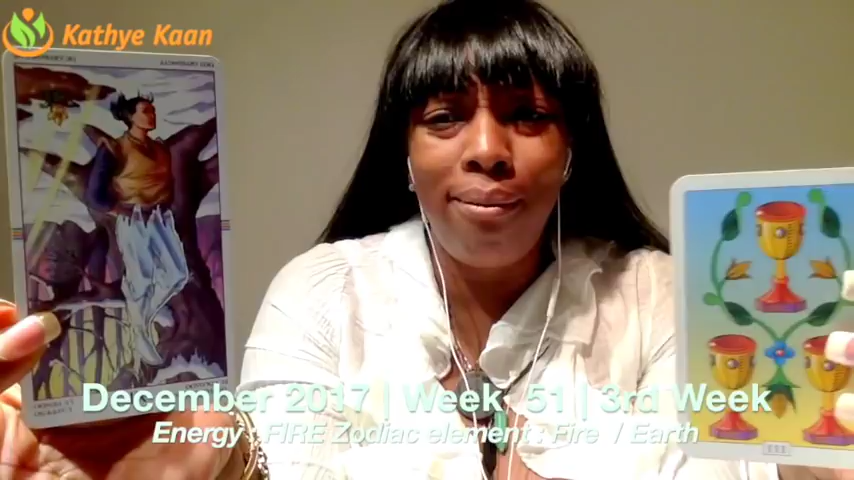 Kathye Kaan
December 2017 | Week 51 | 3rd Week
Energy : FIRE Zodiac element : Fire / Earth